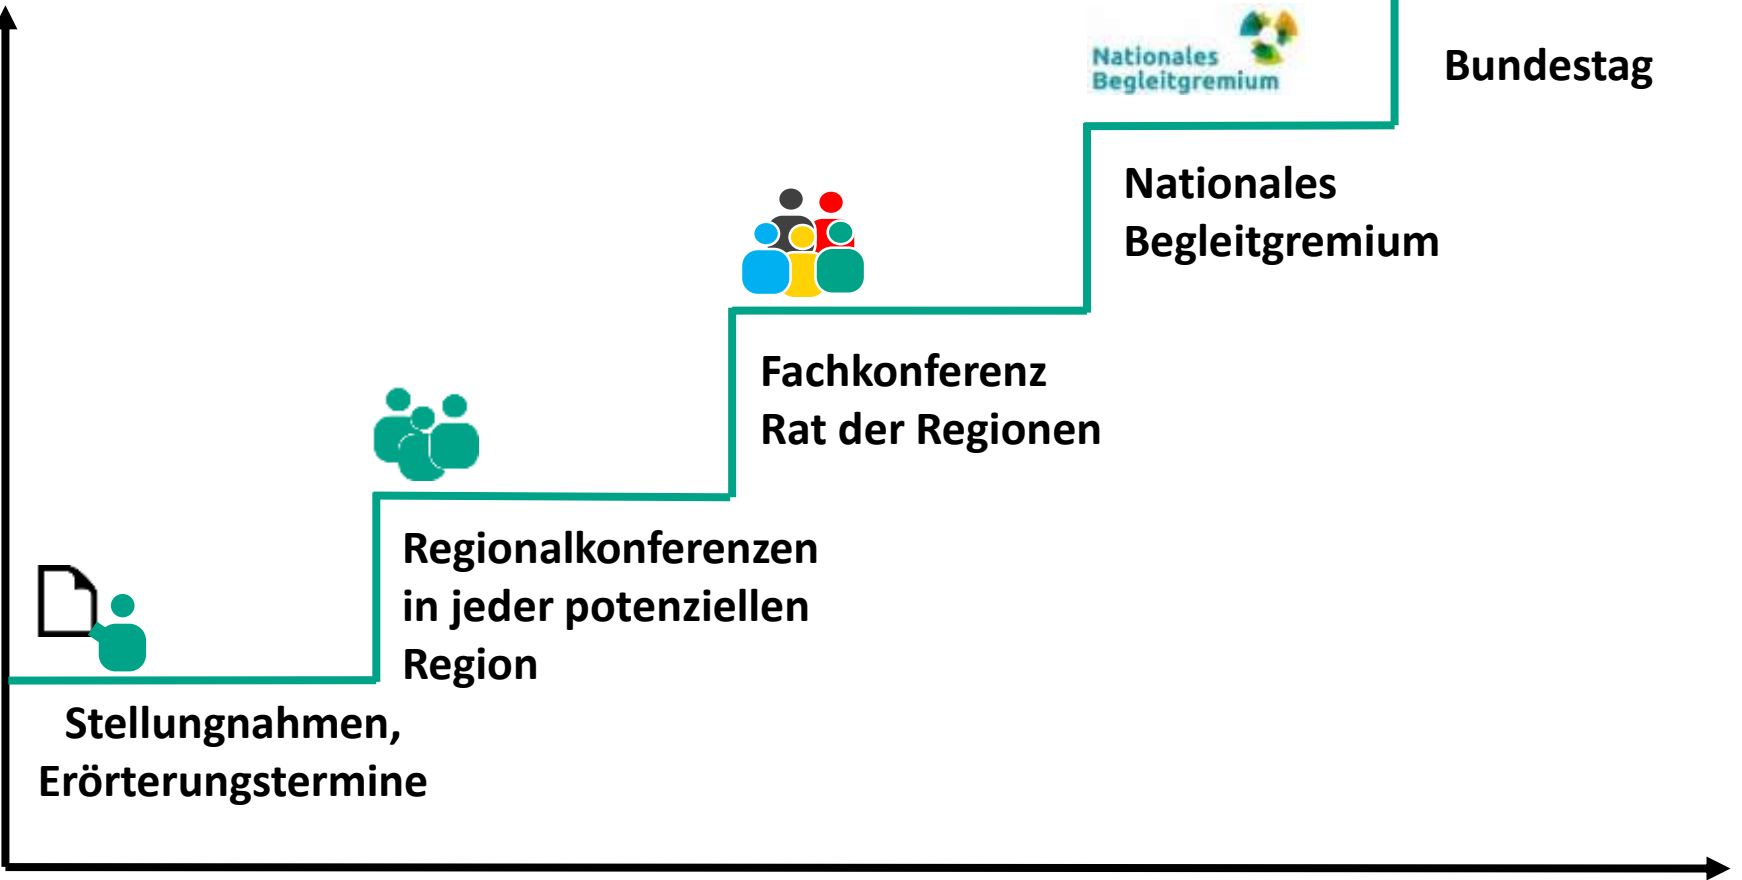 Nationales
Begleitgremium
Bundestag
Nationales
Begleitgremium
Fachkonferenz
Rat der Regionen
Regionalkonferenzen
in jeder potenziellen
Region
Stellungnahmen,
Erörterungstermine